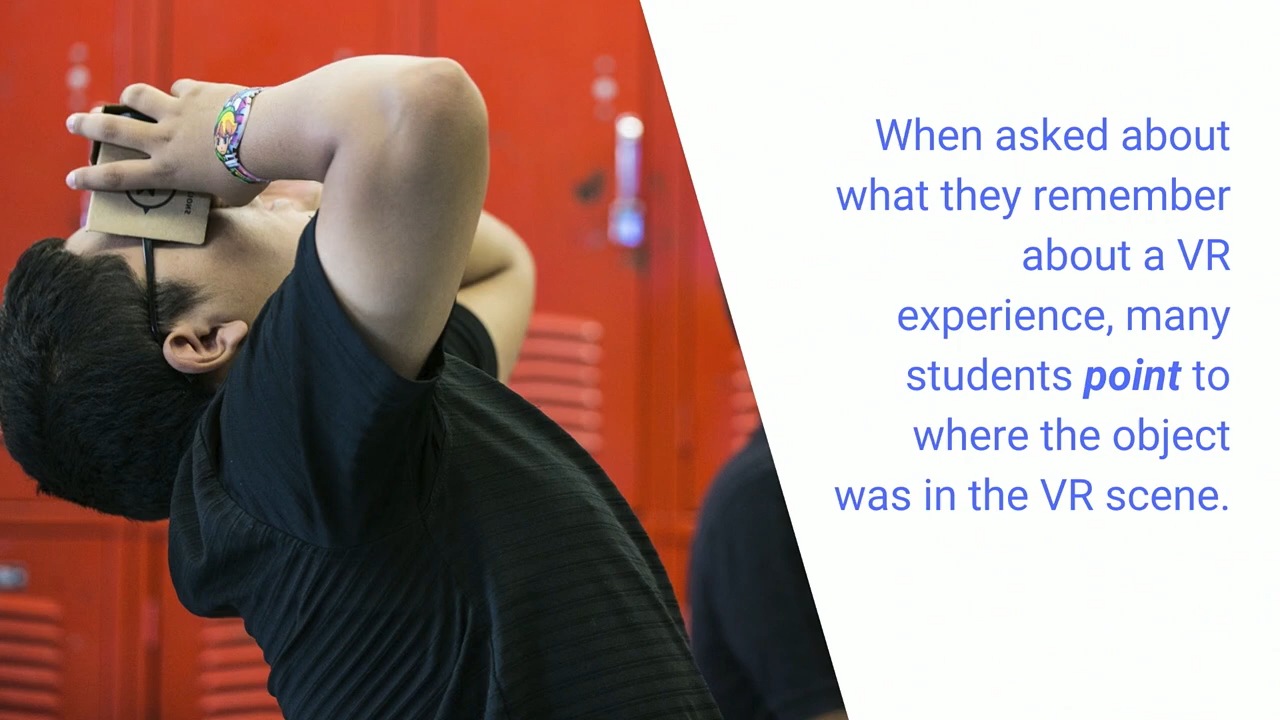 When asked about
what they remember
about a VR
experience, many
students point to
where the object
was in the VR scene.